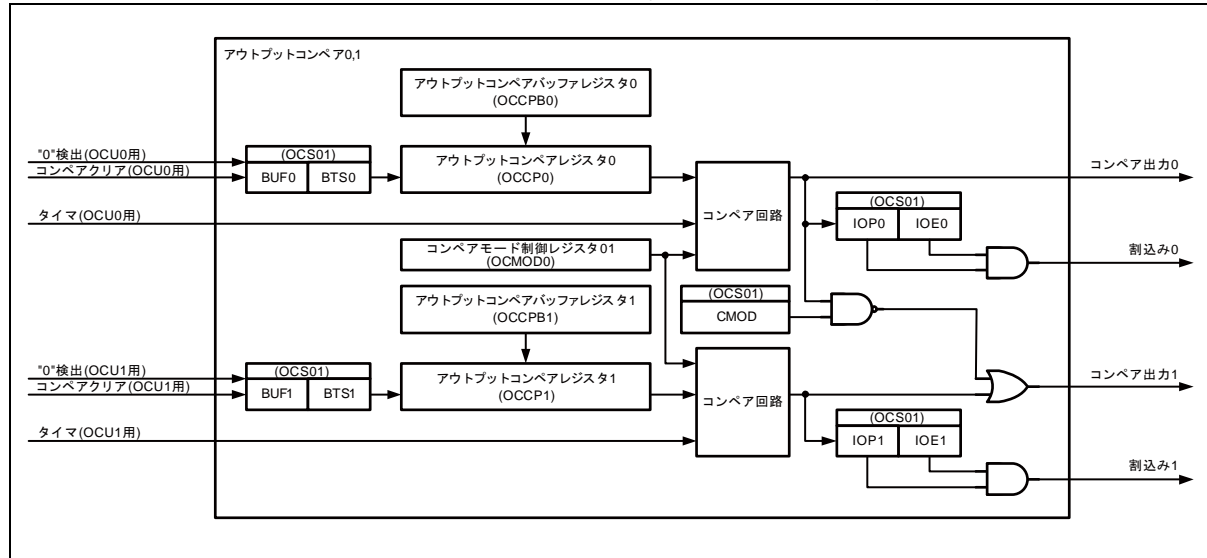 アウトプットコンペア0,1
アウトプットコンペアバッファレジスタ0
(OCCPB0)
"0"検出(OCU0用)
コンペアクリア(OCU0用)
(OCS01)
BUF0 BTS0
アウトプットコンペアレジスタ0
(OCCP0)
コンペア出力0
タイマ(OCU0用)
コンペア回路
(OCS01)
IOP0 IOE0
コンペアモード制御レジスタ01
(OCMOD0)
割込み0
アウトプットコンペアバッファレジスタ1
(OCCPB1)
(OCS01)
CMOD
"0"検出(OCU1用)
コンペアクリア(OCU1用)
(OCS01)
BUF1 BTS1
アウトプットコンペアレジスタ1
(OCCP1)
コンペア回路
コンペア出力1
タイマ(OCU1用)
(OCS01)
IOP1 IOE1
割込み1